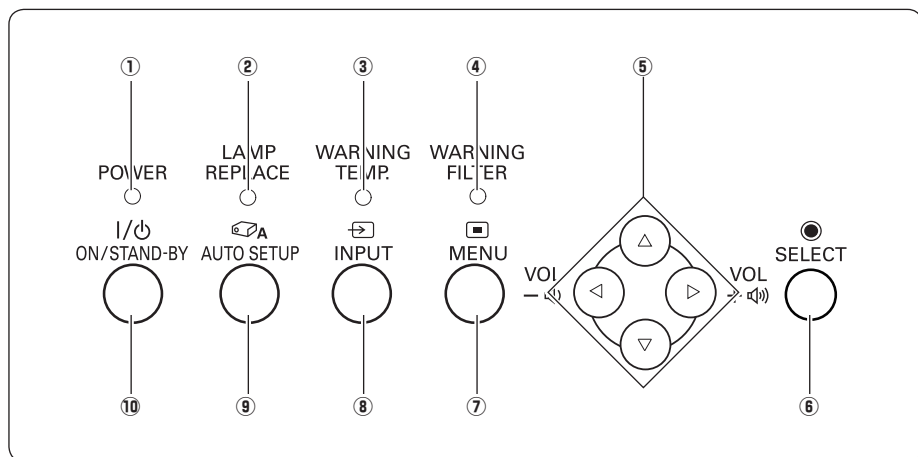 ① ② ③ ④ ⑤
POWER
LAMP REPLACE
WARNING TEMP.
WARNING FILTER
I/⏻
ON/STAND-BY
A
AUTO SETUP
INPUT
MENU
VOL −
VOL +
SELECT
⑩ ⑨ ⑧ ⑦ ⑥